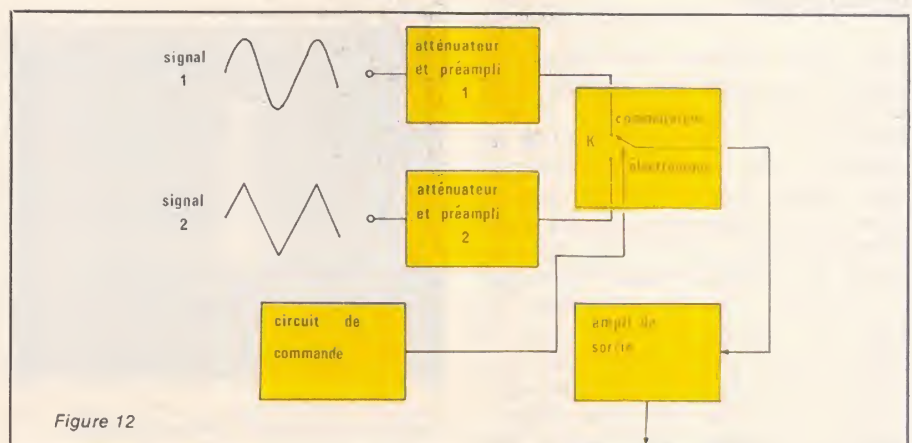 signal
1
atténuateur
et préampli
1
commutateur
K
électronique
signal
2
atténuateur
et préampli
2
circuit de
commande
ampli de
sortie
Figure 12